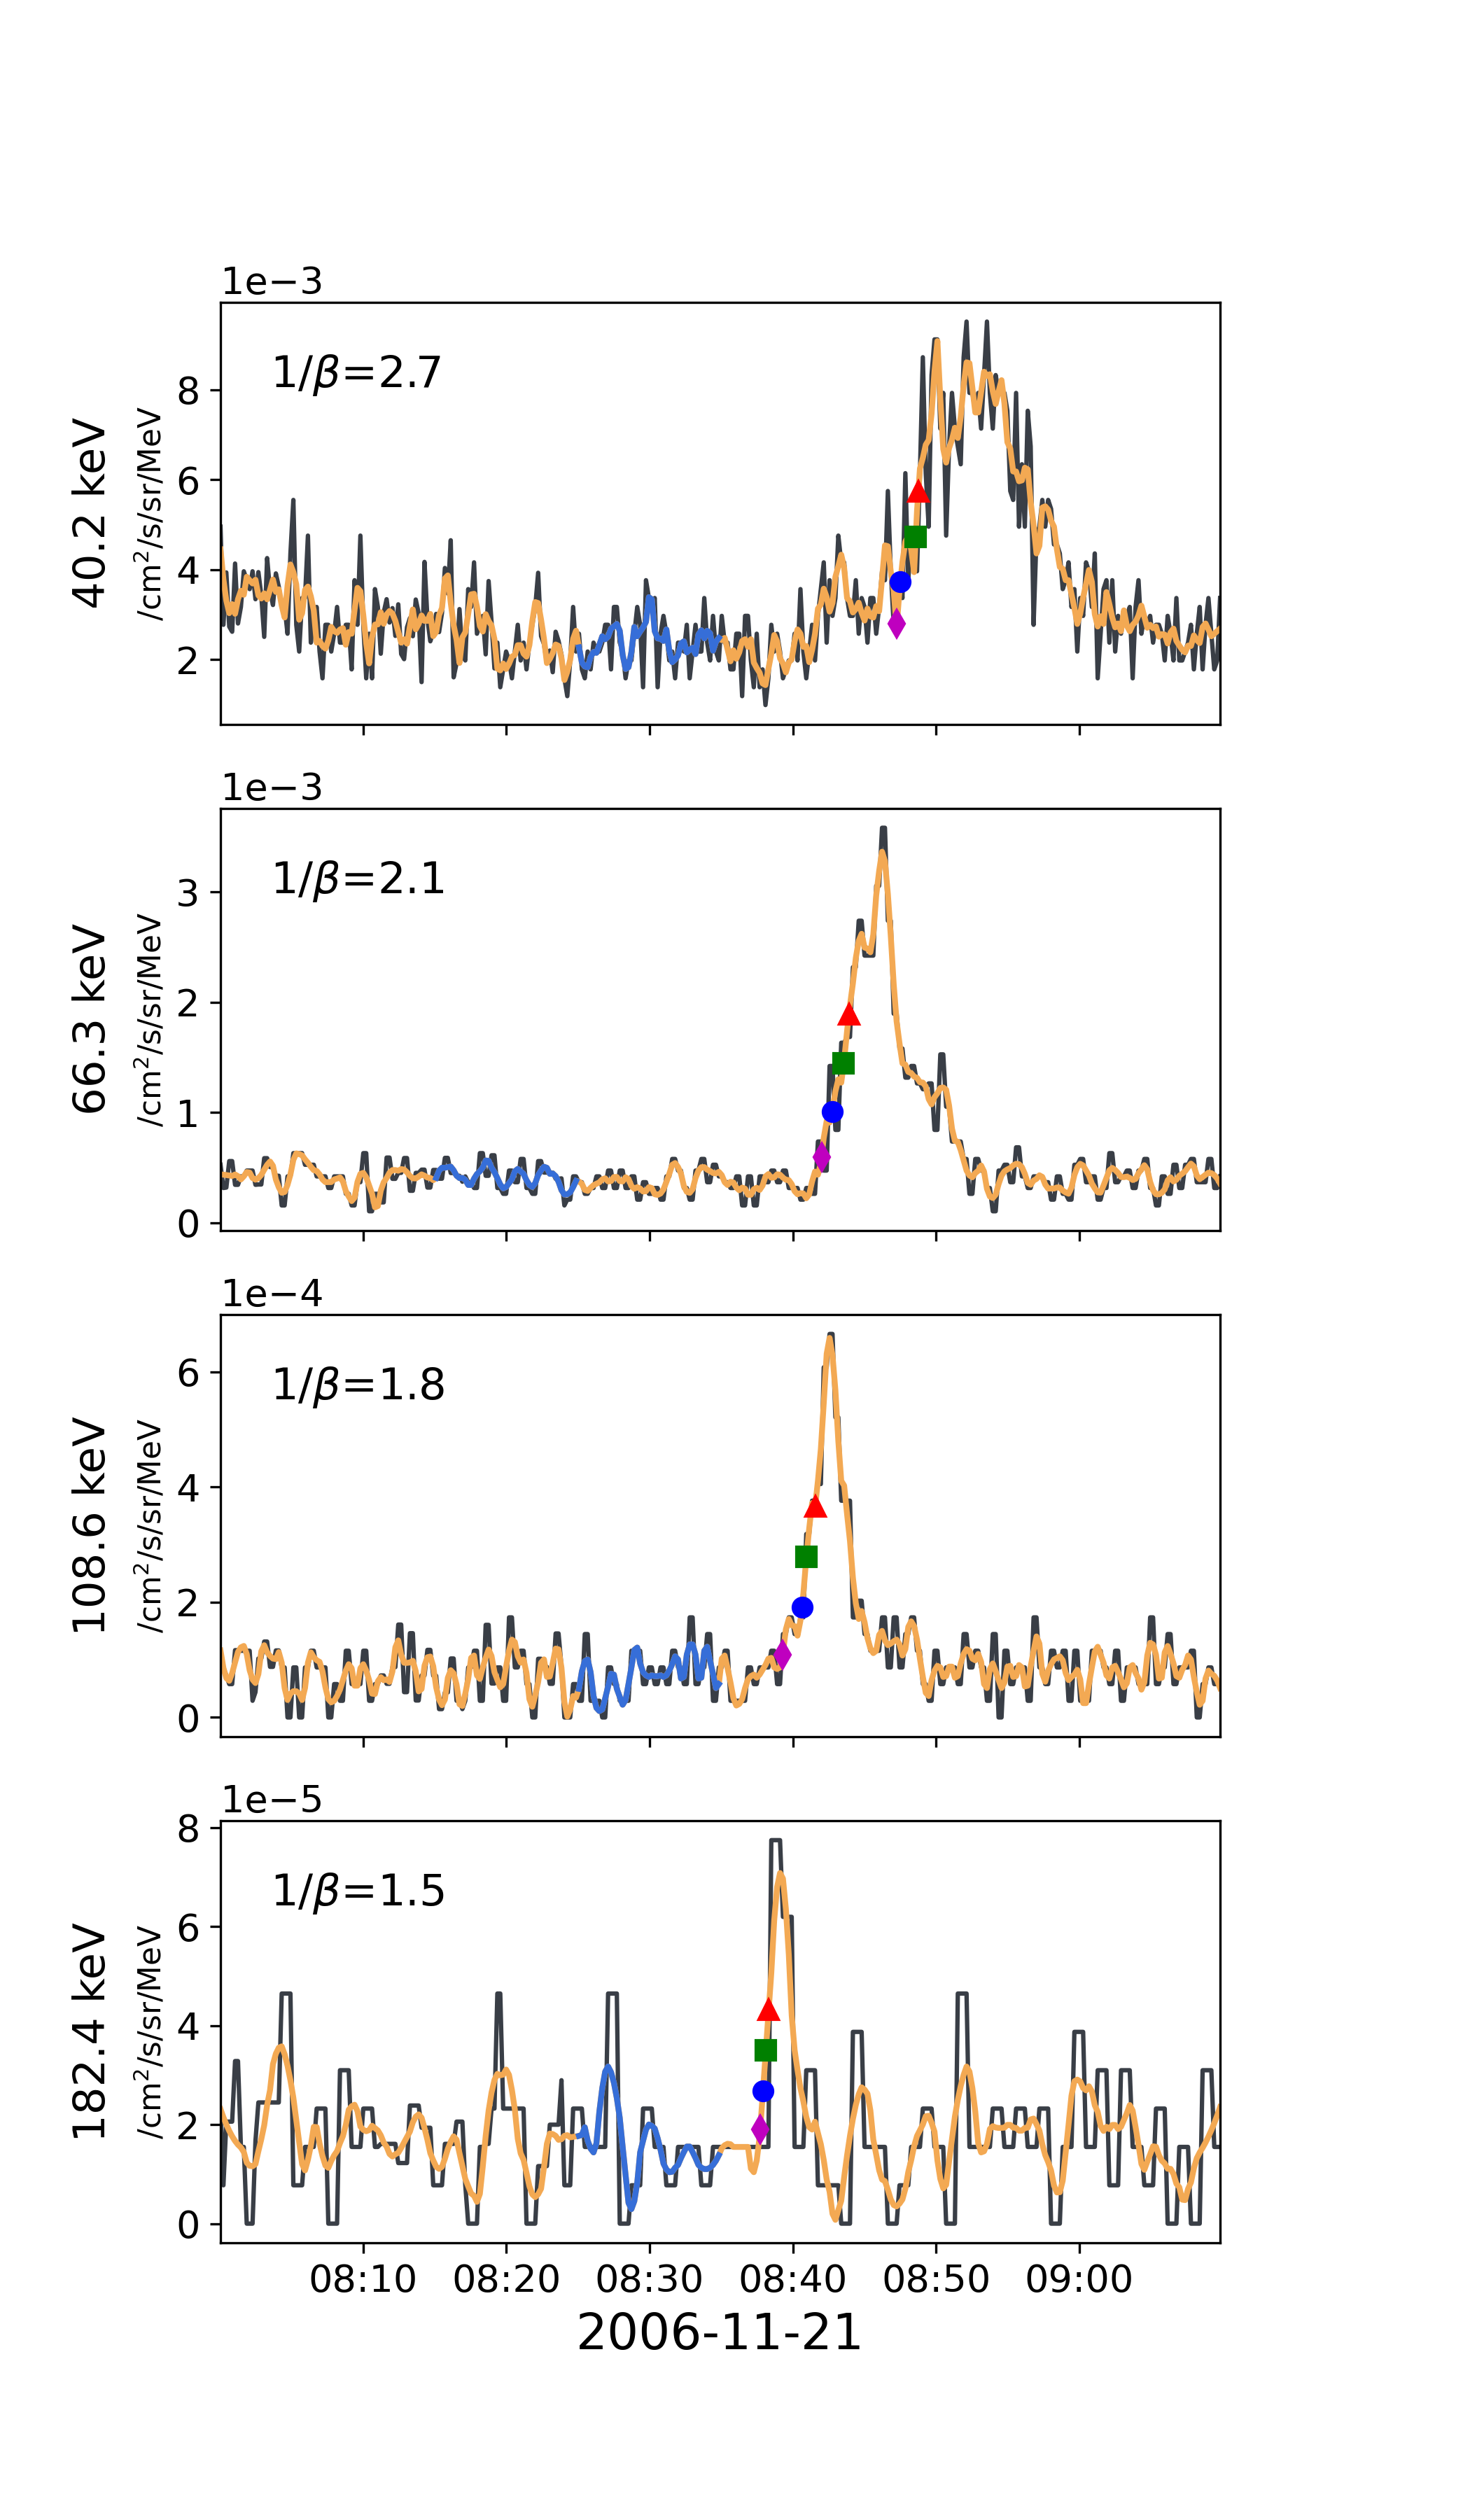 1e−3
1/β=2.7
8
6
4
2
40.2 keV
/cm²/s/sr/MeV
1e−3
1/β=2.1
3
2
1
0
66.3 keV
/cm²/s/sr/MeV
1e−4
1/β=1.8
6
4
2
0
108.6 keV
/cm²/s/sr/MeV
1e−5
1/β=1.5
8
6
4
2
0
182.4 keV
/cm²/s/sr/MeV
08:10 08:20 08:30 08:40 08:50 09:00
2006-11-21